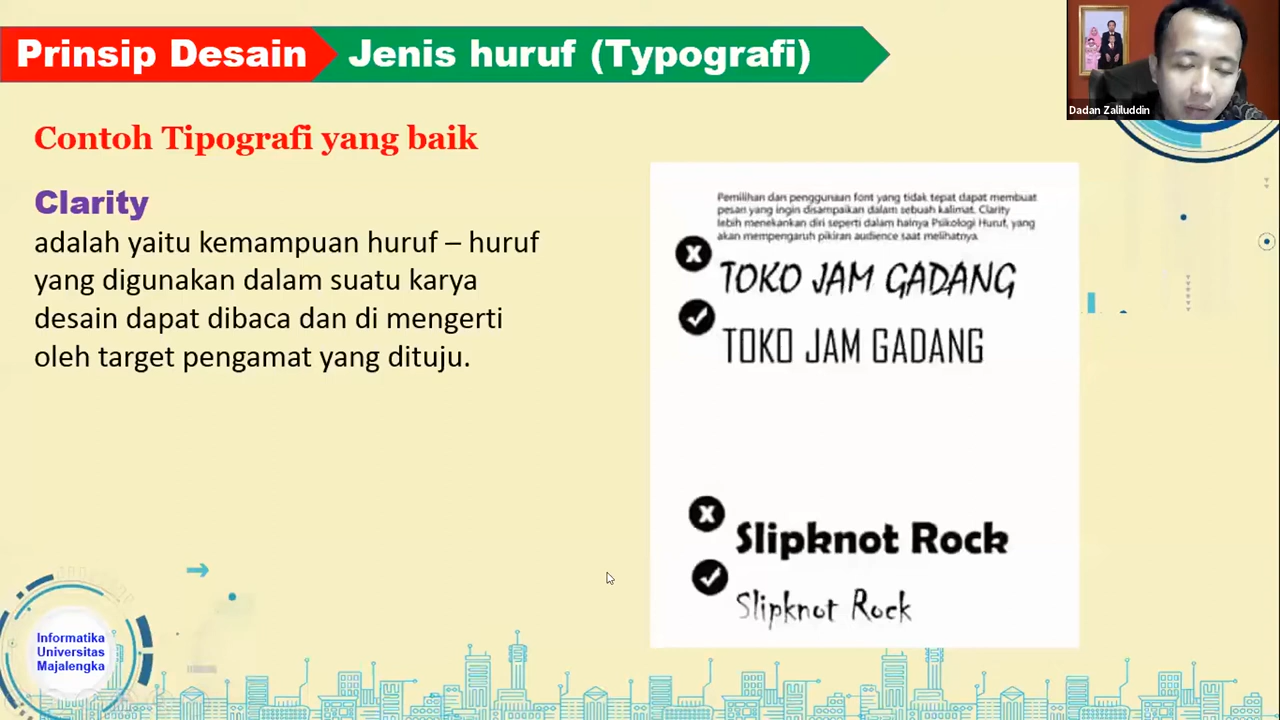 Prinsip Desain
Jenis huruf (Typografi)
Dadan Zaliluddin
Contoh Tipografi yang baik
Clarity
adalah yaitu kemampuan huruf – huruf
yang digunakan dalam suatu karya
desain dapat dibaca dan di mengerti
oleh target pengamat yang dituju.
Pemilihan dan penggunaan font yang tidak tepat dapat membuat
pesan yang ingin disampaikan dalam sebuah kalimat. Clarity
lebih menekankan diri seperti dalam halnya Psikologi Huruf, yang
akan mempengaruh pikiran audience saat melihatnya.
TOKO JAM GADANG
TOKO JAM GADANG
Slipknot Rock
Slipknot Rock
Informatika
Universitas
Majalengka